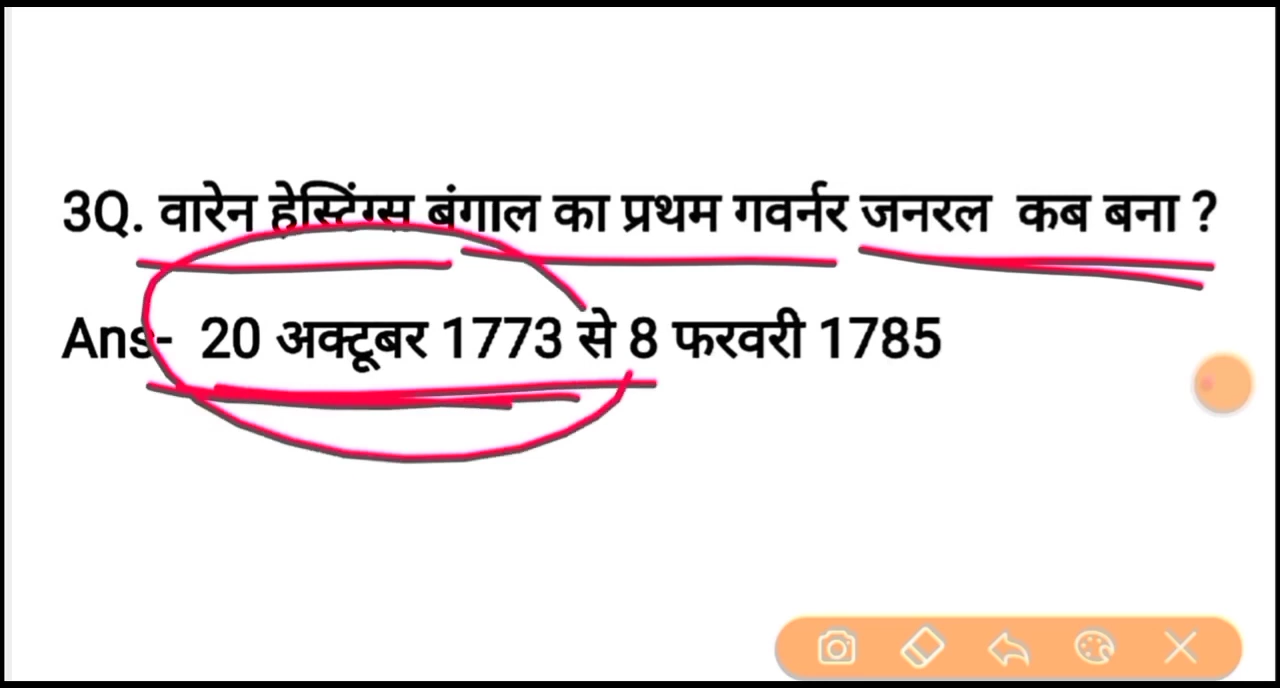 3Q. वारेन हेस्टिंग्स बंगाल का प्रथम गवर्नर जनरल कब बना ?
Ans- 20 अक्टूबर 1773 से 8 फरवरी 1785